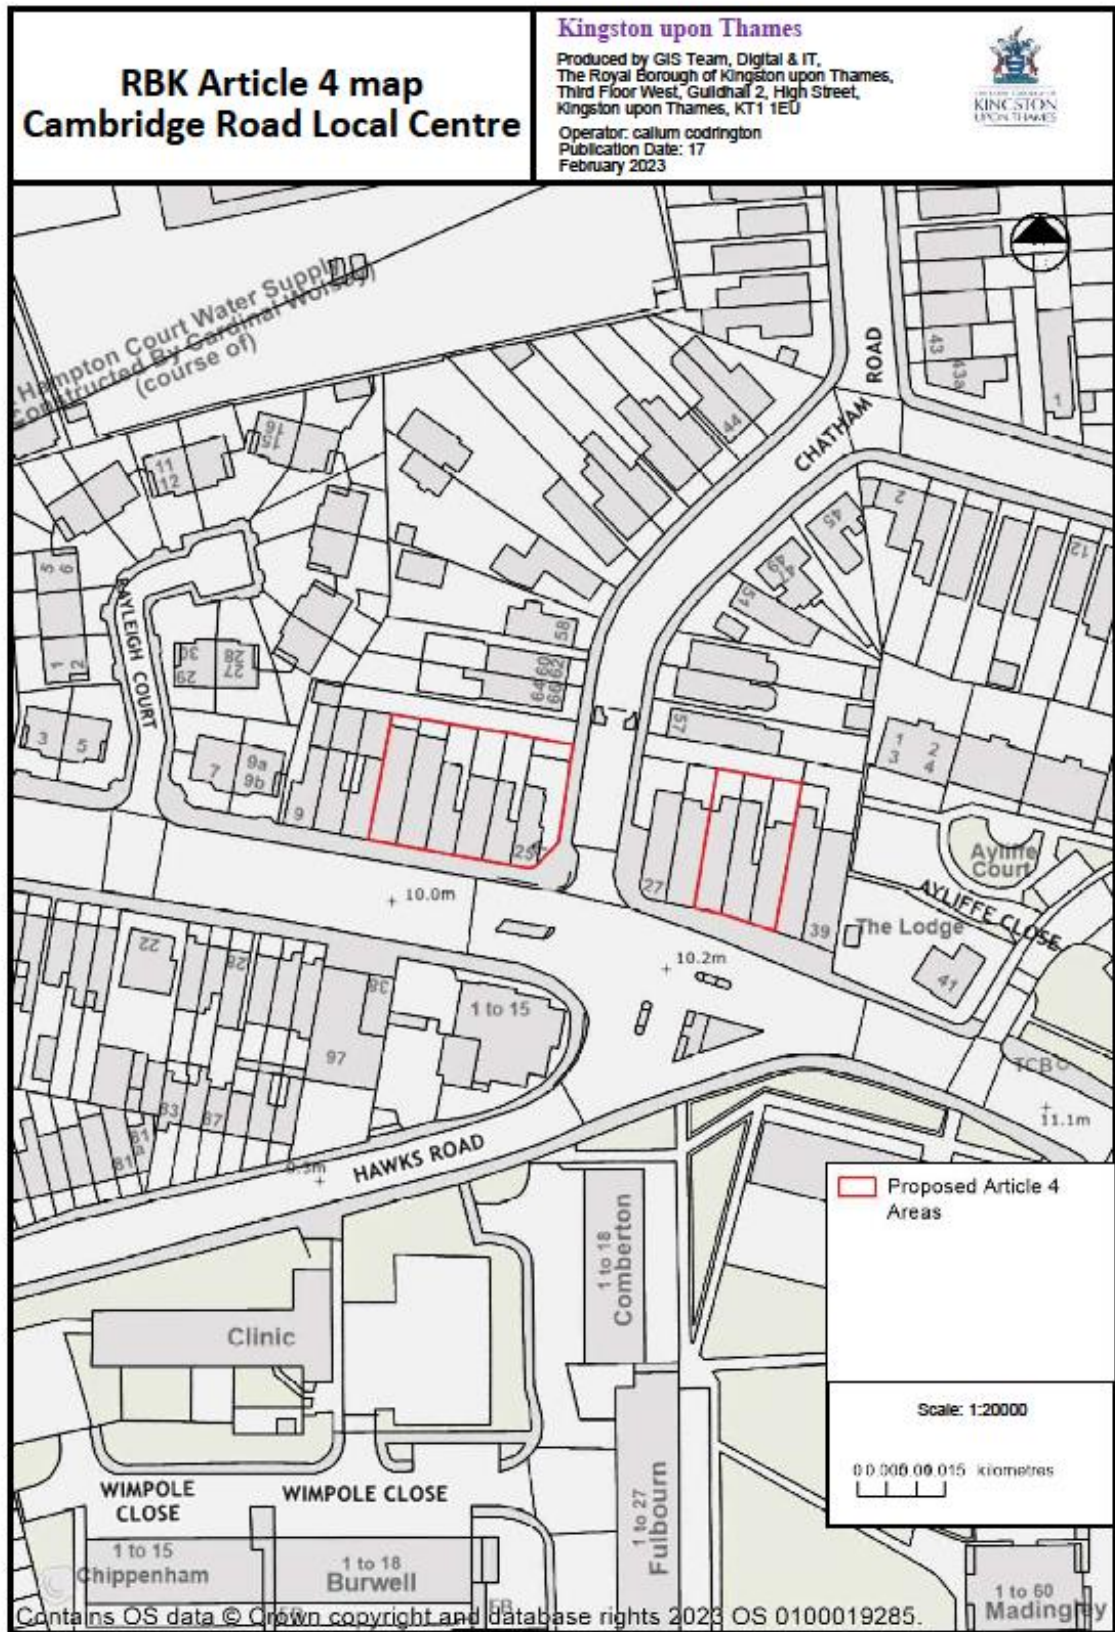 RBK Article 4 map
Cambridge Road Local Centre
Kingston upon Thames
Produced by GIS Team, Digital & IT,
The Royal Borough of Kingston upon Thames,
Third Floor West, Guildhall 2, High Street,
Kingston upon Thames, KT1 1EU
Operator: callum codrington
Publication Date: 17
February 2023
KINGSTON
UPON THAMES
Hampton Court Water Supply
Constructed By Cardinal Wolsey)
(course of)
CHATHAM
ROAD
43
43a
1
44
16
15
11
12
5
6
1
2
RAYLEIGH COURT
30
28
29
27
3
5
7
9a
9b
9
58
60
62
64
66
25
45
49
47
51
57
2
12
1
2
3
4
27
39
Ayliffe
Court
AYLIFFE CLOSE
The Lodge
41
10.0m
10.2m
TCB
11.1m
22
28
38
1 to 15
97
83
87
81
81a
HAWKS ROAD
9.3m
1 to 18
Comberton
Clinic
Proposed Article 4
Areas
Scale: 1:20000
kilometres
WIMPOLE
CLOSE
WIMPOLE CLOSE
1 to 27
Fulbourn
1 to 15
Chippenham
1 to 18
Burwell
EB
1 to 60
Madingley
Contains OS data © Crown copyright and database rights 2023 OS 0100019285.